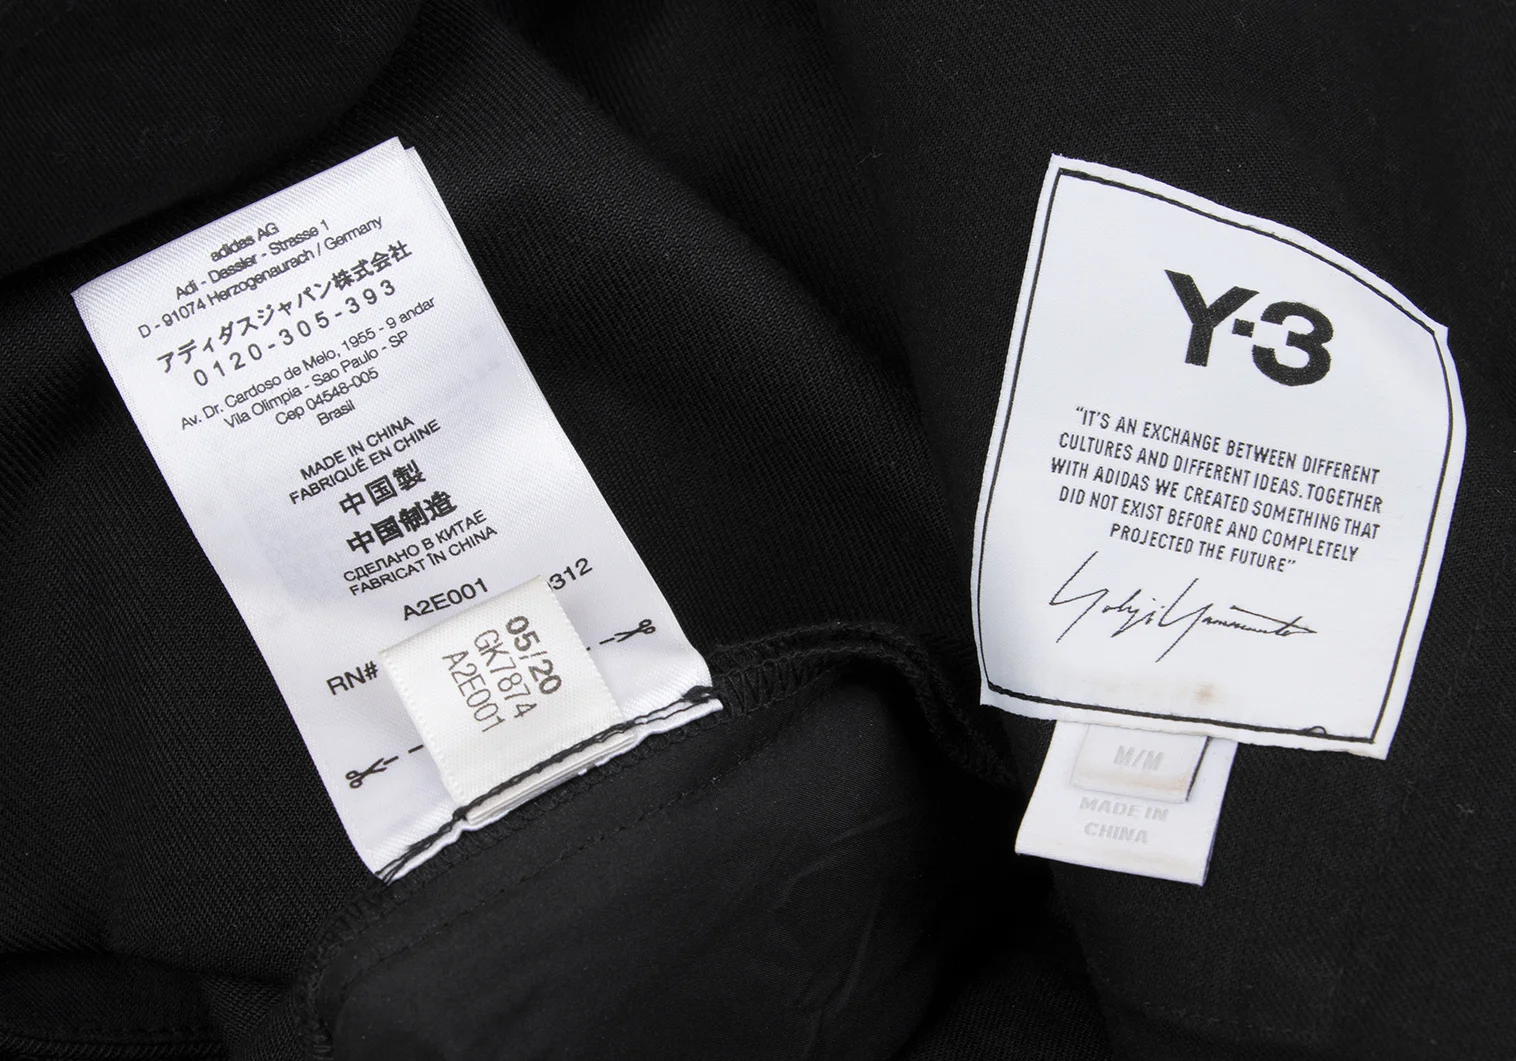 adidas AG
Adi - Dassler - Strasse 1
D - 91074 Herzogenaurach / Germany
アディダスジャパン株式会社
0120-305-393
Av. Dr. Cardoso de Melo, 1955 - 9 andar
Vila Olimpia - Sao Paulo - SP
Cep 04548-005
Brasil
MADE IN CHINA
FABRIQUÉ EN CHINE
中国製
中国制造
СДЕЛАНО В КИТАЕ
FABRICAT ÎN CHINA
A2E001
312
RN#
05/20
GK7874
A2E001
Y-3
“IT'S AN EXCHANGE BETWEEN DIFFERENT
CULTURES AND DIFFERENT IDEAS. TOGETHER
WITH ADIDAS WE CREATED SOMETHING THAT
DID NOT EXIST BEFORE AND COMPLETELY
PROJECTED THE FUTURE”
Yohji Yamamoto
M/M
MADE IN
CHINA